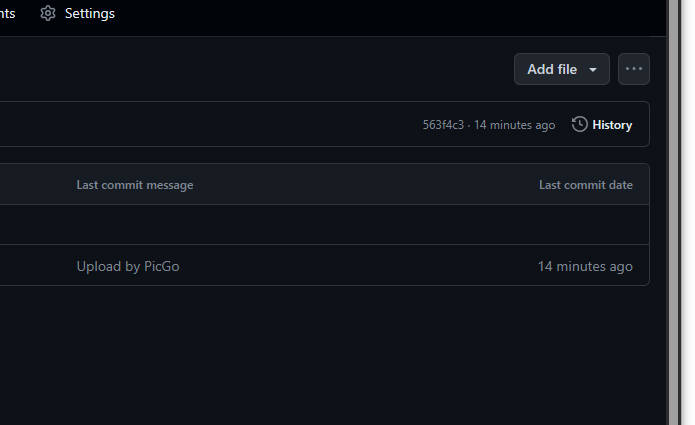 Settings
Add file
563f4c3 · 14 minutes ago History
Last commit message Last commit date
Upload by PicGo 14 minutes ago